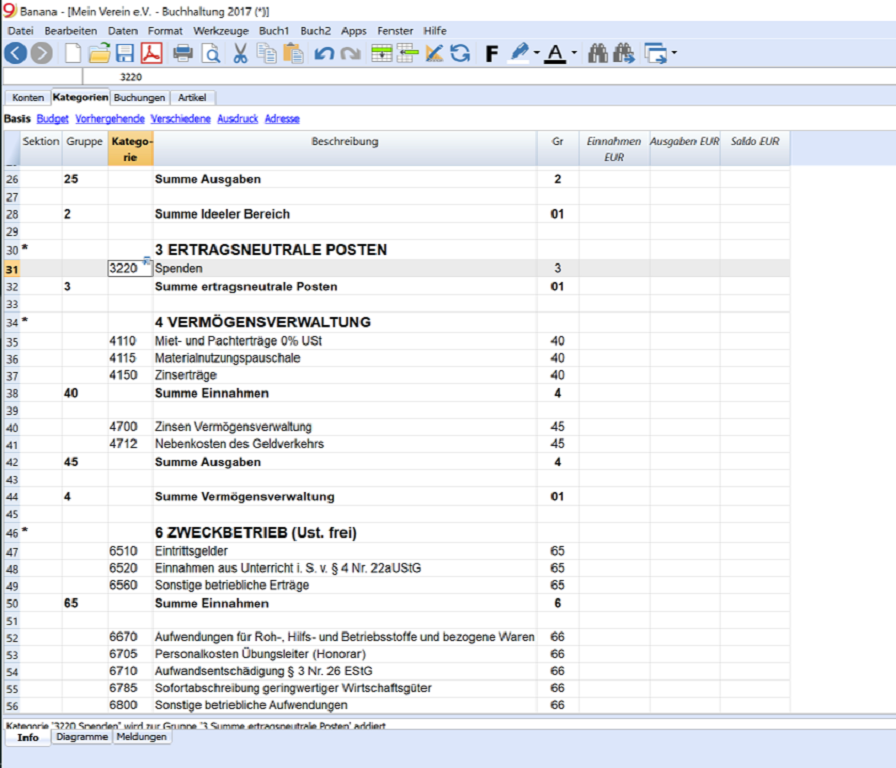 Banana - [Mein Verein e.V. - Buchhaltung 2017 (*)]
Datei Bearbeiten Daten Format Werkzeuge Buch1 Buch2 Apps Fenster Hilfe
F A
3220
Konten Kategorien Buchungen Artikel
Basis Budget Vorhergehende Verschiedene Ausdruck Adresse
Sektion Gruppe Katego-rie Beschreibung Gr Einnahmen EUR Ausgaben EUR Saldo EUR
26 25 Summe Ausgaben 2
27
28 2 Summe Ideeler Bereich 01
29
30 * 3 ERTRAGSNEUTRALE POSTEN
31 3220 Spenden 3
32 3 Summe ertragsneutrale Posten 01
33
34 * 4 VERMÖGENSVERWALTUNG
35 4110 Miet- und Pachterträge 0% USt 40
36 4115 Materialnutzungspauschale 40
37 4150 Zinserträge 40
38 40 Summe Einnahmen 4
39
40 4700 Zinsen Vermögensverwaltung 45
41 4712 Nebenkosten des Geldverkehrs 45
42 45 Summe Ausgaben 4
43
44 4 Summe Vermögensverwaltung 01
45
46 * 6 ZWECKBETRIEB (Ust. frei)
47 6510 Eintrittsgelder 65
48 6520 Einnahmen aus Unterricht i. S. v. § 4 Nr. 22aUStG 65
49 6560 Sonstige betriebliche Erträge 65
50 65 Summe Einnahmen 6
51
52 6670 Aufwendungen für Roh-, Hilfs- und Betriebsstoffe und bezogene Waren 66
53 6705 Personalkosten Übungsleiter (Honorar) 66
54 6710 Aufwandsentschädigung § 3 Nr. 26 EStG 66
55 6785 Sofortabschreibung geringwertiger Wirtschaftsgüter 66
56 6800 Sonstige betriebliche Aufwendungen 66
Kategorie '3220 Spenden' wird zur Gruppe '3 Summe ertragsneutrale Posten' addiert
Info Diagramme Meldungen